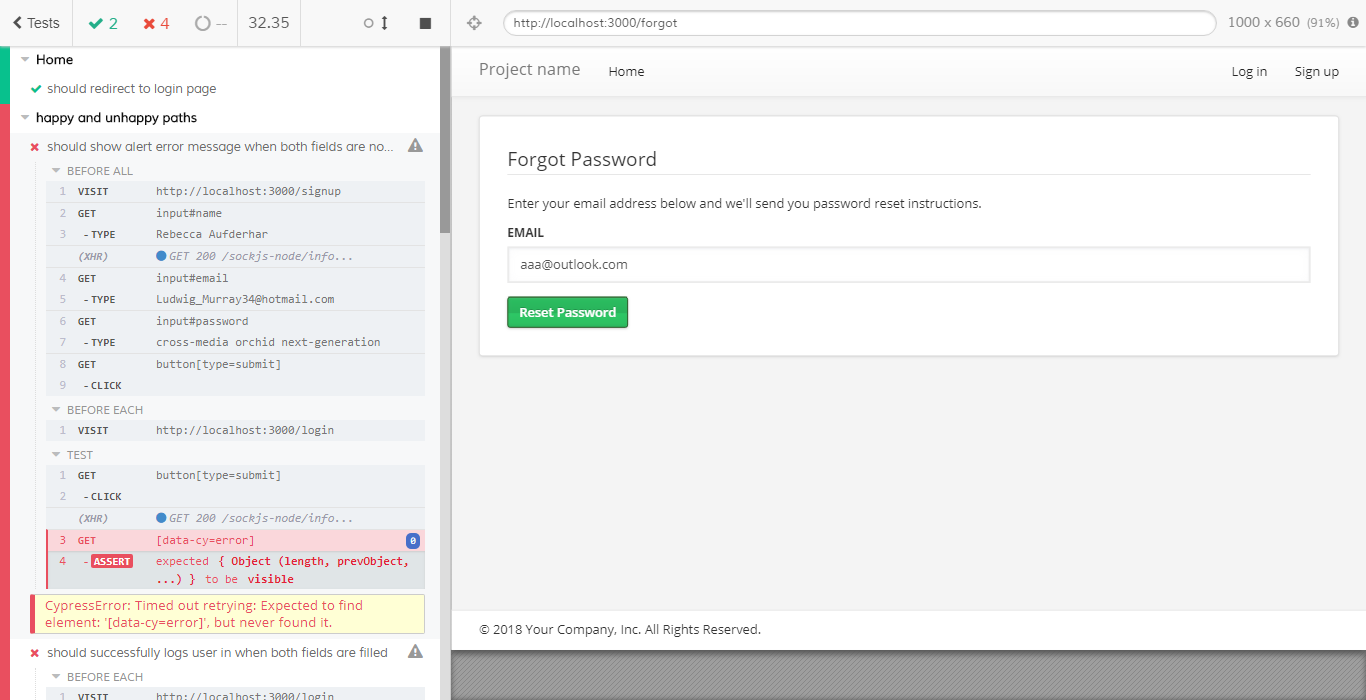 Tests 2 4 -- 32.35
http://localhost:3000/forgot 1000 x 660 (91%)
Home
should redirect to login page
happy and unhappy paths
should show alert error message when both fields are no...
BEFORE ALL
1 VISIT http://localhost:3000/signup
2 GET input#name
3 - TYPE Rebecca Aufderhar
(XHR) GET 200 /sockjs-node/info...
4 GET input#email
5 - TYPE Ludwig_Murray34@hotmail.com
6 GET input#password
7 - TYPE cross-media orchid next-generation
8 GET button[type=submit]
9 - CLICK
BEFORE EACH
1 VISIT http://localhost:3000/login
TEST
1 GET button[type=submit]
2 - CLICK
(XHR) GET 200 /sockjs-node/info...
3 GET [data-cy=error] 0
4 - ASSERT expected { Object (length, prevObject,
...) } to be visible
CypressError: Timed out retrying: Expected to find
element: '[data-cy=error]', but never found it.
should successfully logs user in when both fields are filled
BEFORE EACH
1 VISIT http://localhost:3000/login
Project name Home Log in Sign up
Forgot Password
Enter your email address below and we'll send you password reset instructions.
EMAIL
aaa@outlook.com
Reset Password
© 2018 Your Company, Inc. All Rights Reserved.